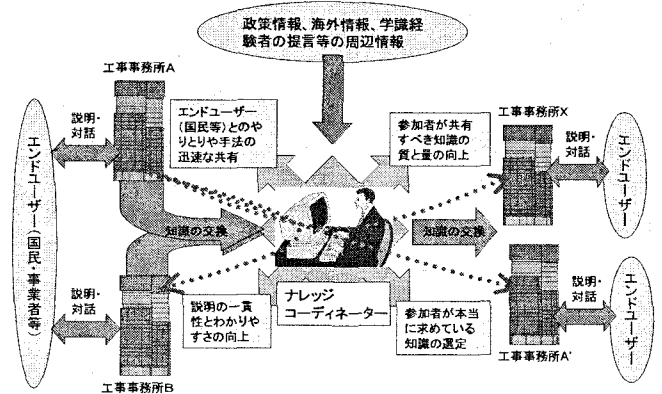 政策情報、海外情報、学識経
験者の提言等の周辺情報
工事事務所A
説明・
対話
エンドユーザー
(国民等)とのや
りとりや手法の
迅速な共有
参加者が共有
すべき知識の
質と量の向上
工事事務所X
説明・
対話
エンドユーザー
エンドユーザー(国民・事業者等)
知識の交換
知識の交換
説明・
対話
説明の一貫
性とわかりや
すさの向上
ナレッジ
コーディネーター
参加者が本当
に求めている
知識の選定
説明・
対話
エンドユーザー
工事事務所B
工事事務所A'